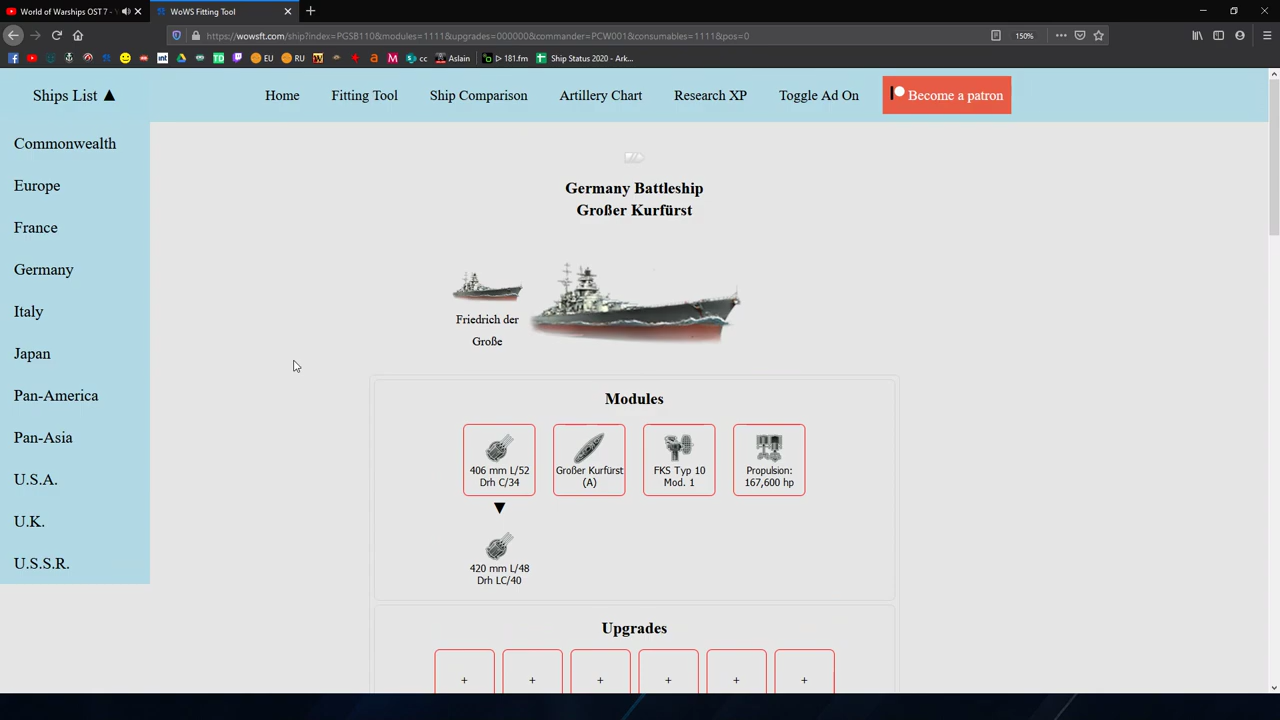 World of Warships OST 7 -
WoWS Fitting Tool
https://wowsft.com/ship?index=PGSB110&modules=1111&upgrades=000000&commander=PCW001&consumables=1111&pos=0
150%
EU
RU
cc
Aslain
181.fm
Ship Status 2020 - Ark...
Ships List ▲
Home
Fitting Tool
Ship Comparison
Artillery Chart
Research XP
Toggle Ad On
Become a patron
Commonwealth
Europe
France
Germany
Italy
Japan
Pan-America
Pan-Asia
U.S.A.
U.K.
U.S.S.R.
Germany Battleship
Großer Kurfürst
Friedrich der
Große
Modules
406 mm L/52
Drh C/34
Großer Kurfürst
(A)
FKS Typ 10
Mod. 1
Propulsion:
167,600 hp
▼
420 mm L/48
Drh LC/40
Upgrades
+ + + + + +